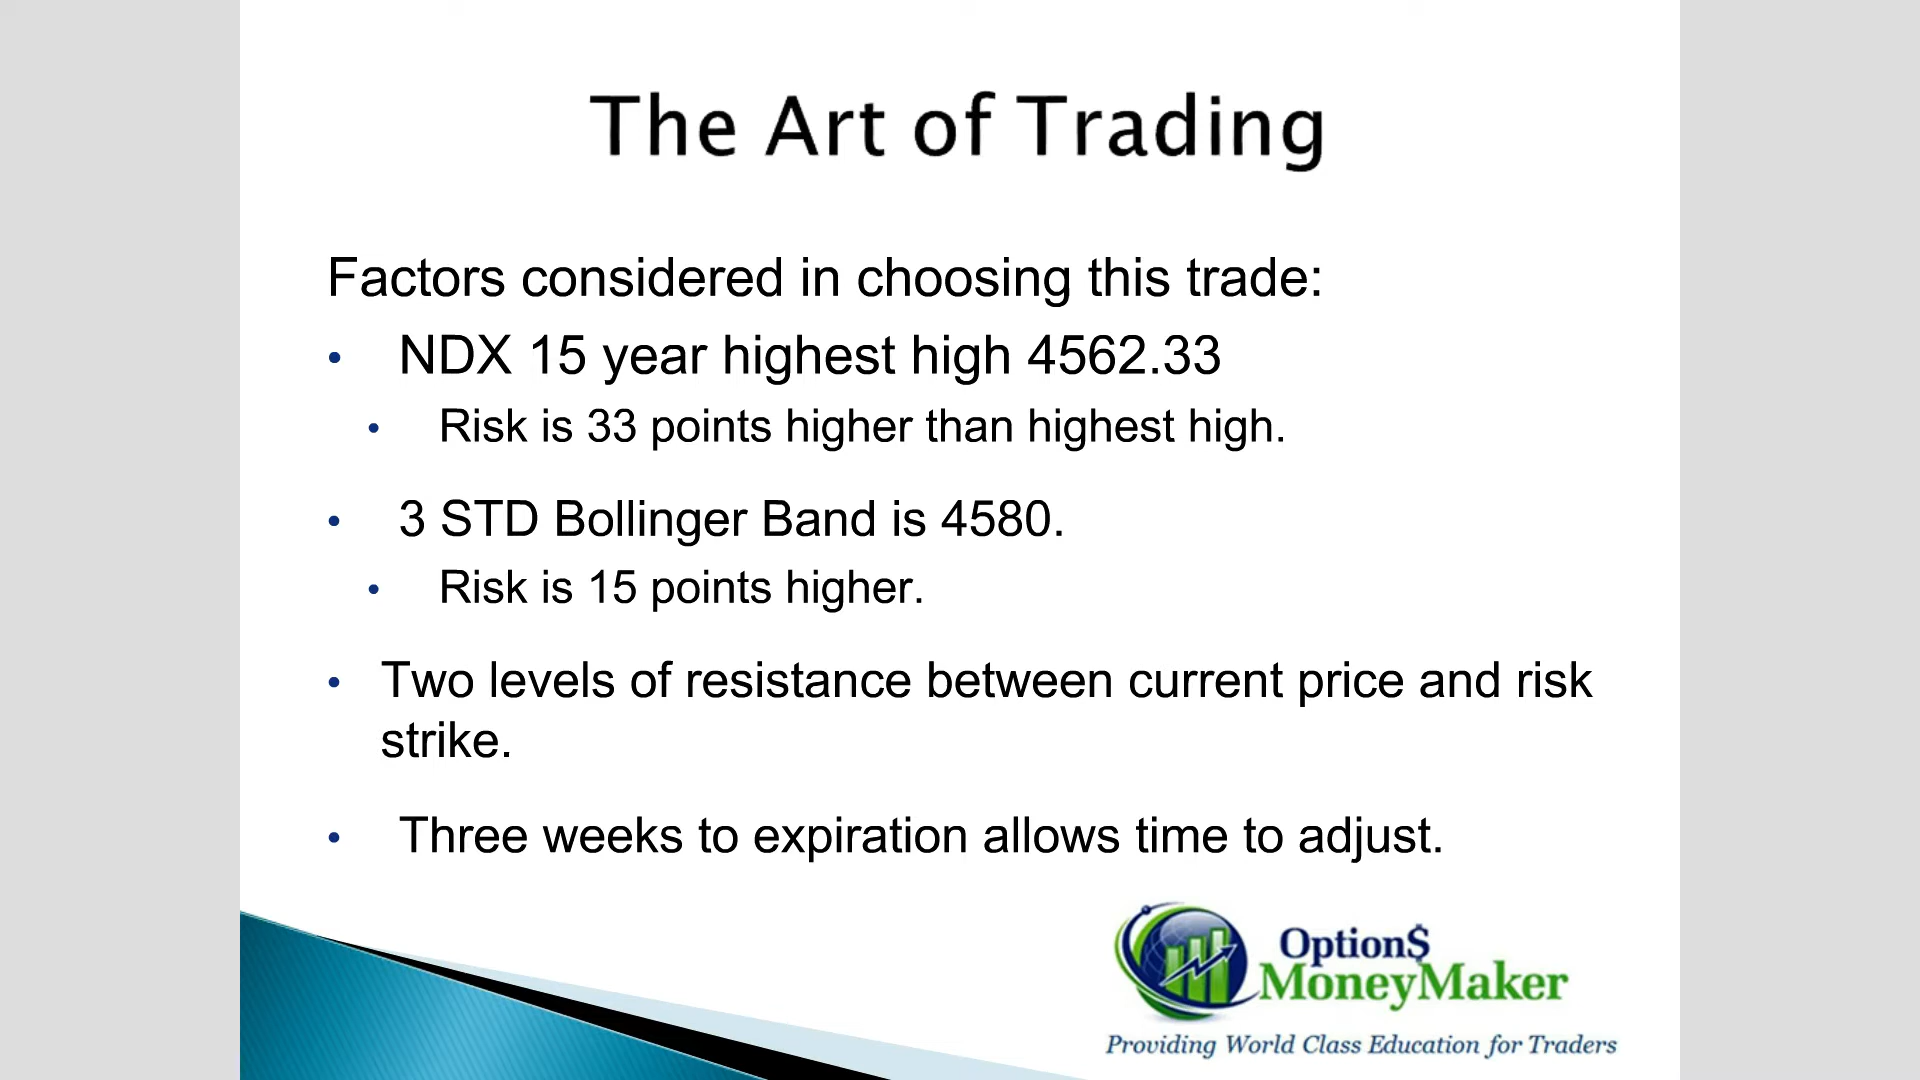 The Art of Trading
Factors considered in choosing this trade:
• NDX 15 year highest high 4562.33
• Risk is 33 points higher than highest high.
• 3 STD Bollinger Band is 4580.
• Risk is 15 points higher.
• Two levels of resistance between current price and risk
strike.
• Three weeks to expiration allows time to adjust.
Option$
MoneyMaker
Providing World Class Education for Traders